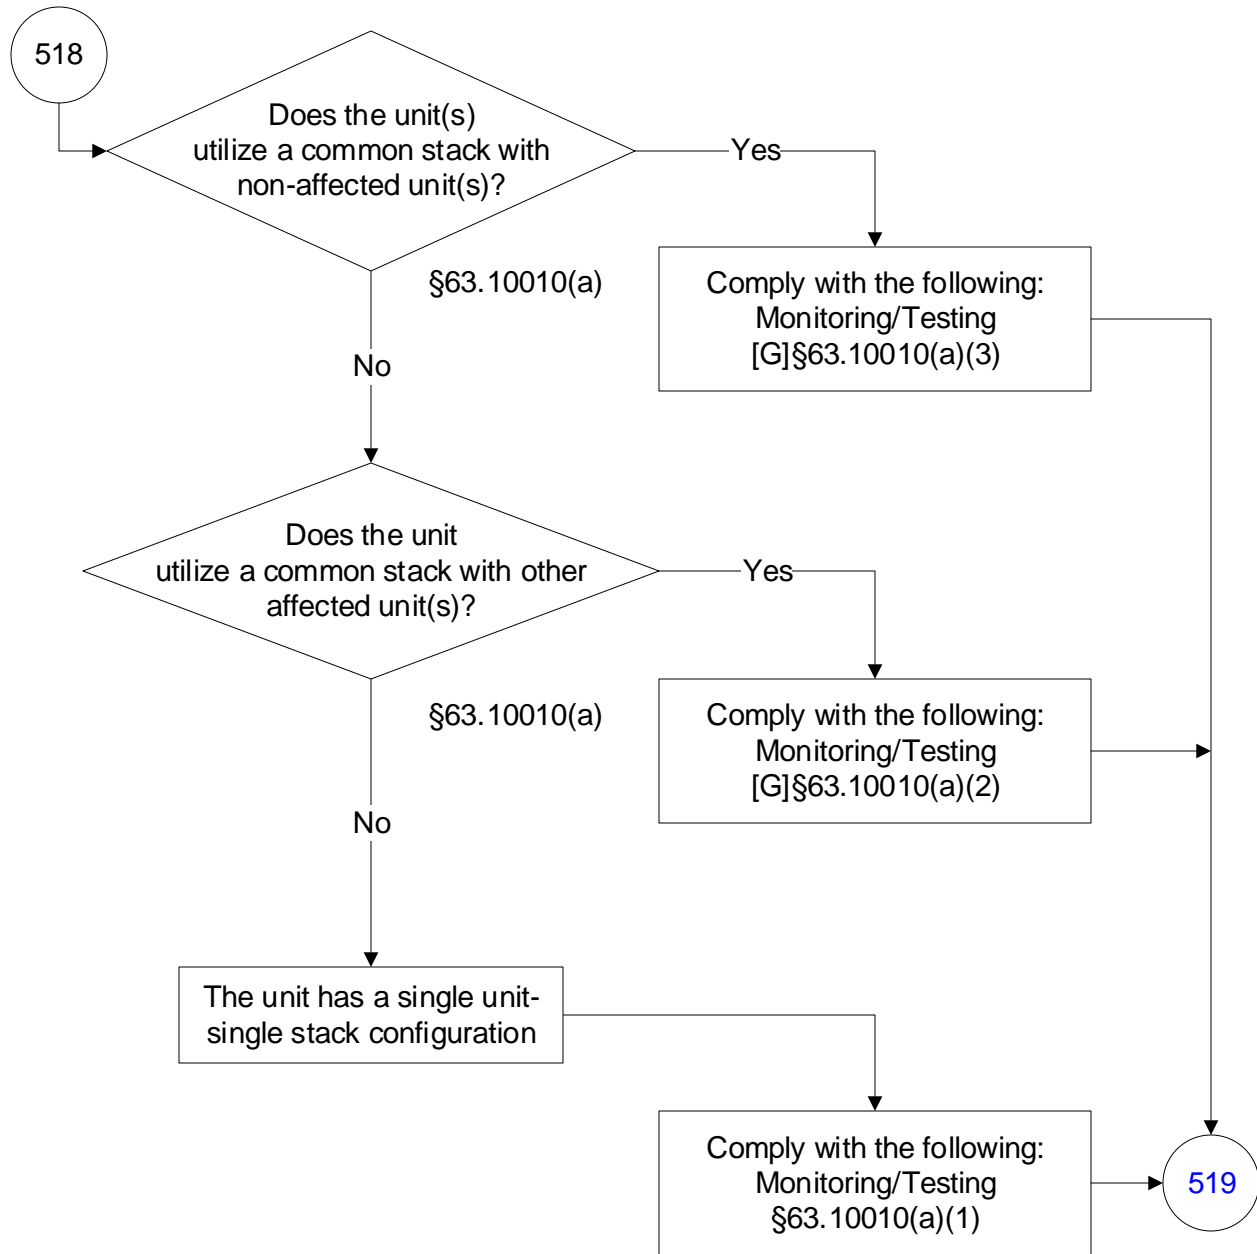 518
Does the unit(s)
utilize a common stack with
non-affected unit(s)?
Yes
§63.10010(a)
Comply with the following:
Monitoring/Testing
[G]§63.10010(a)(3)
No
Does the unit
utilize a common stack with other
affected unit(s)?
Yes
§63.10010(a)
Comply with the following:
Monitoring/Testing
[G]§63.10010(a)(2)
No
The unit has a single unit-
single stack configuration
Comply with the following:
Monitoring/Testing
§63.10010(a)(1)
519